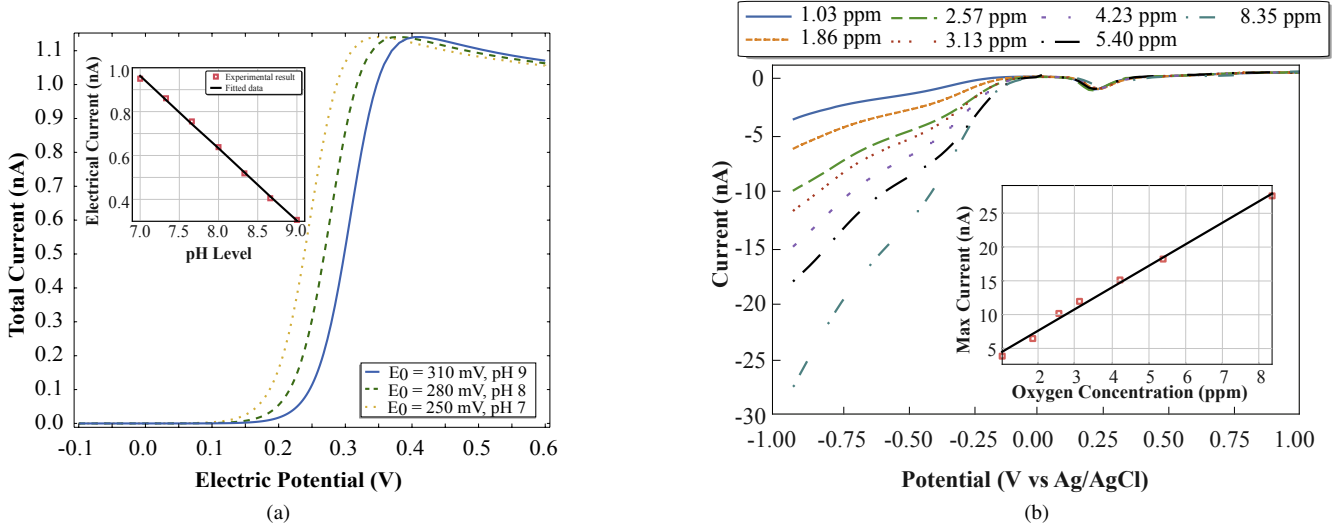 Total Current (nA)
1.1
1.0
0.9
0.8
0.7
0.6
0.5
0.4
0.3
0.2
0.1
0.0
-0.1 0.0 0.1 0.2 0.3 0.4 0.5 0.6
Electric Potential (V)
Electrical Current (nA)
1.0
0.8
0.6
0.4
7.0 7.5 8.0 8.5 9.0
pH Level
Experimental result
Fitted data
E0 = 310 mV, pH 9
E0 = 280 mV, pH 8
E0 = 250 mV, pH 7
(a)
1.03 ppm 2.57 ppm 4.23 ppm 8.35 ppm
1.86 ppm 3.13 ppm 5.40 ppm
Current (nA)
0
-5
-10
-15
-20
-25
-30
-1.00 -0.75 -0.50 -0.25 0.00 0.25 0.50 0.75 1.00
Potential (V vs Ag/AgCl)
Max Current (nA)
25
20
15
10
5
2 3 4 5 6 7 8
Oxygen Concentration (ppm)
(b)